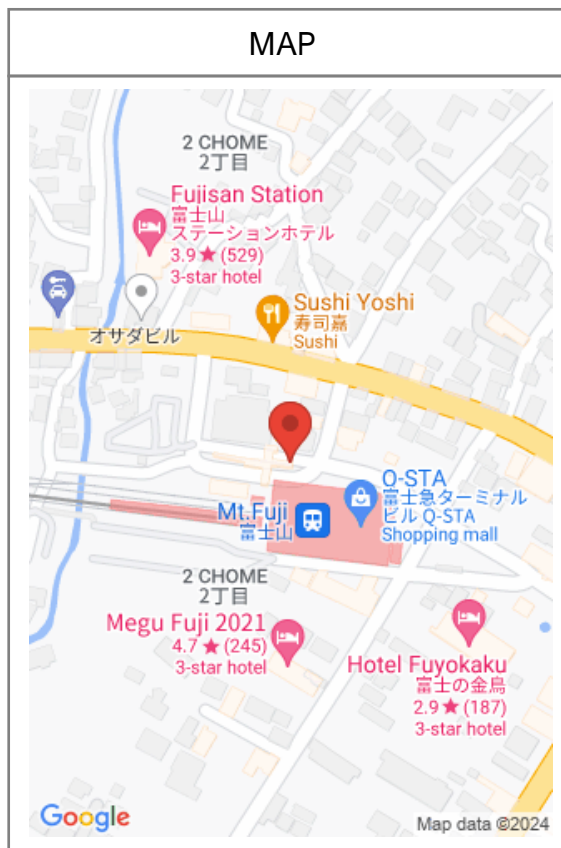 MAP
2 CHOME
2丁目
Fujisan Station
富士山
ステーションホテル
3.9★(529)
3-star hotel
オサダビル
Sushi Yoshi
寿司嘉
Sushi
Q-STA
富士急ターミナル
ビル Q-STA
Shopping mall
Mt.Fuji
富士山
2 CHOME
2丁目
Megu Fuji 2021
4.7★(245)
3-star hotel
Hotel Fuyokaku
富士の金鳥
2.9★(187)
3-star hotel
Google
Map data ©2024